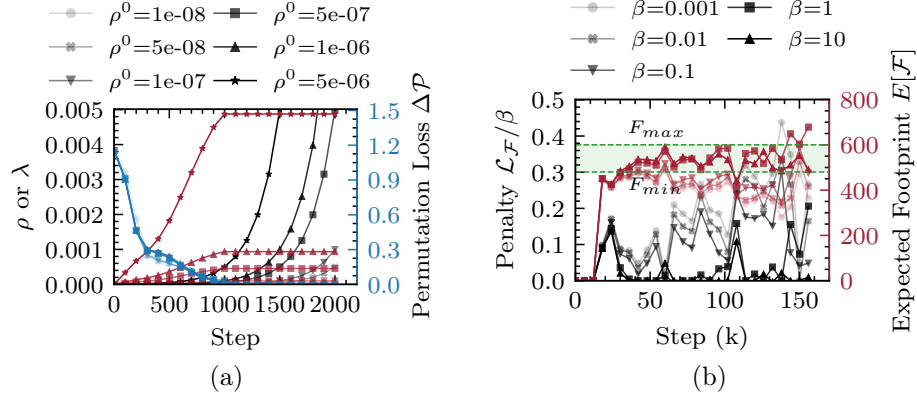 ρ⁰=1e-08 ρ⁰=5e-07
ρ⁰=5e-08 ρ⁰=1e-06
ρ⁰=1e-07 ρ⁰=5e-06
0.005
0.004
0.003
0.002
0.001
0.000
ρ or λ
0 500 1000 1500 2000
Step
1.5
1.2
0.9
0.6
0.3
0.0
Permutation Loss Δ𝒫
(a)
β=0.001 β=1
β=0.01 β=10
β=0.1
0.5
0.4
0.3
0.2
0.1
0.0
Penalty ℒ_ℱ/β
F_max
F_min
0 50 100 150
Step (k)
800
600
400
200
0
Expected Footprint E[ℱ]
(b)